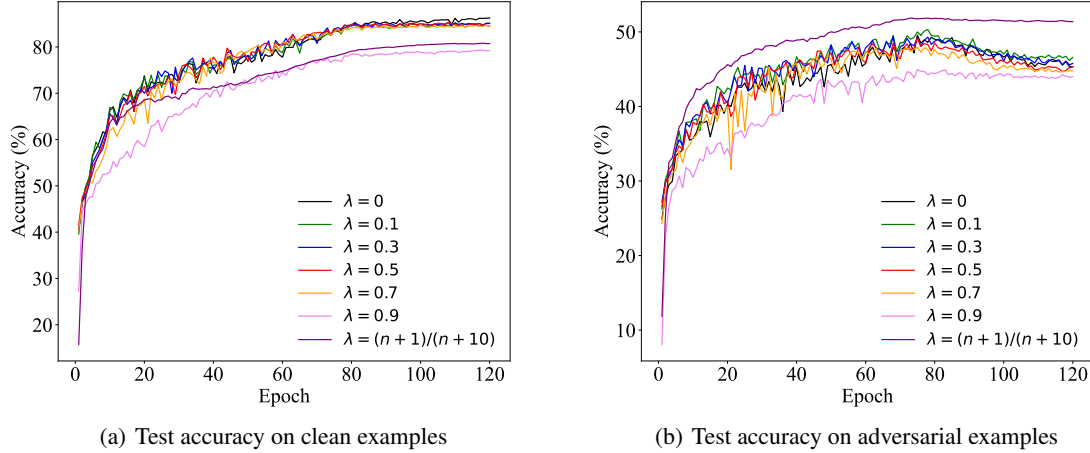 80
70
60
50
40
30
20
Accuracy (%)
0 20 40 60 80 100 120
Epoch
λ = 0
λ = 0.1
λ = 0.3
λ = 0.5
λ = 0.7
λ = 0.9
λ = (n + 1)/(n + 10)
(a) Test accuracy on clean examples
50
40
30
20
10
Accuracy (%)
0 20 40 60 80 100 120
Epoch
λ = 0
λ = 0.1
λ = 0.3
λ = 0.5
λ = 0.7
λ = 0.9
λ = (n + 1)/(n + 10)
(b) Test accuracy on adversarial examples